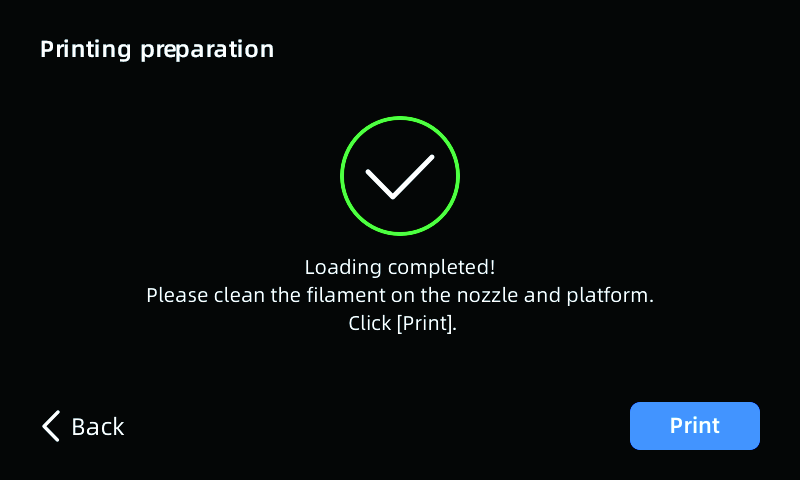 Printing preparation
Loading completed!
Please clean the filament on the nozzle and platform.
Click [Print].
Back
Print